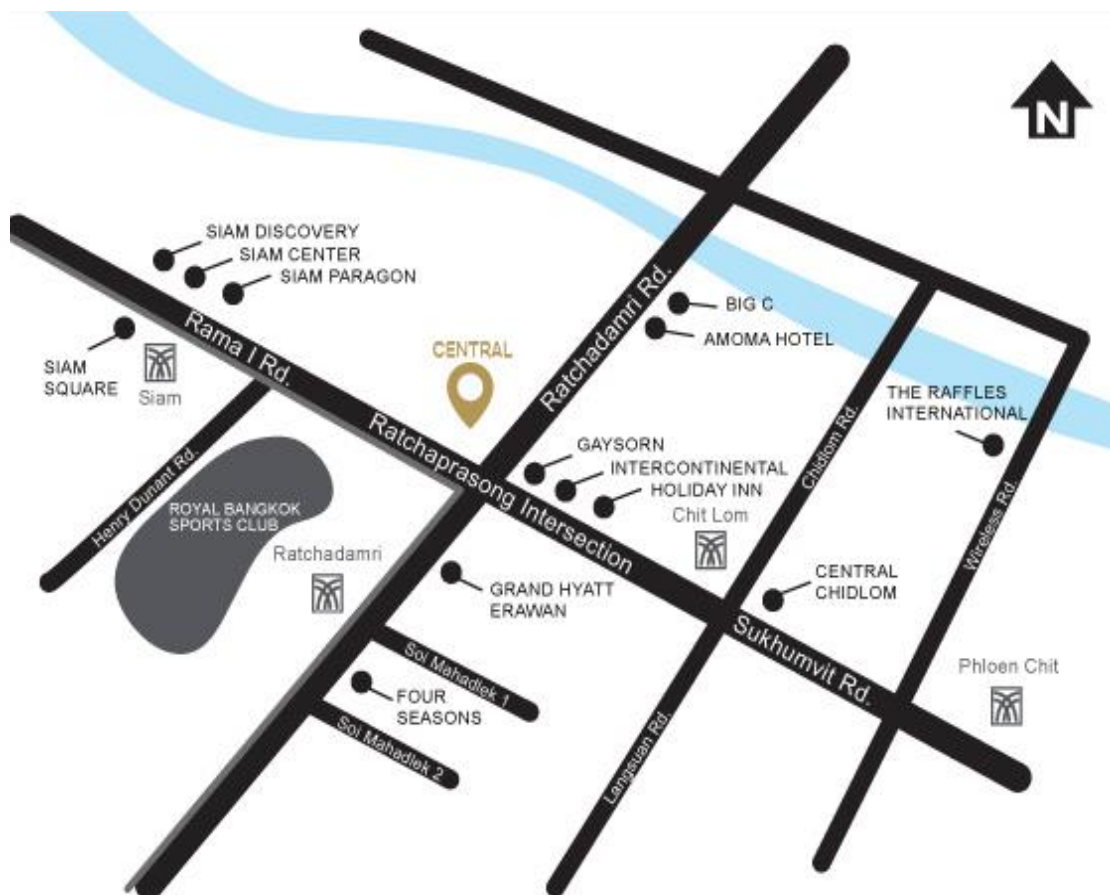 N
SIAM DISCOVERY
SIAM CENTER
SIAM PARAGON
Rama I Rd.
SIAM
SQUARE
Siam
CENTRAL
Ratchadamri Rd.
BIG C
AMOMA HOTEL
THE RAFFLES
INTERNATIONAL
Chidlom Rd.
Wireless Rd.
Henry Dunant Rd.
ROYAL BANGKOK
SPORTS CLUB
Ratchaprasong Intersection
GAYSORN
INTERCONTINENTAL
HOLIDAY INN
Chit Lom
Ratchadamri
GRAND HYATT
ERAWAN
CENTRAL
CHIDLOM
Sukhumvit Rd.
Phloen Chit
Soi Mahadlek 1
FOUR
SEASONS
Soi Mahadlek 2
Langsuan Rd.